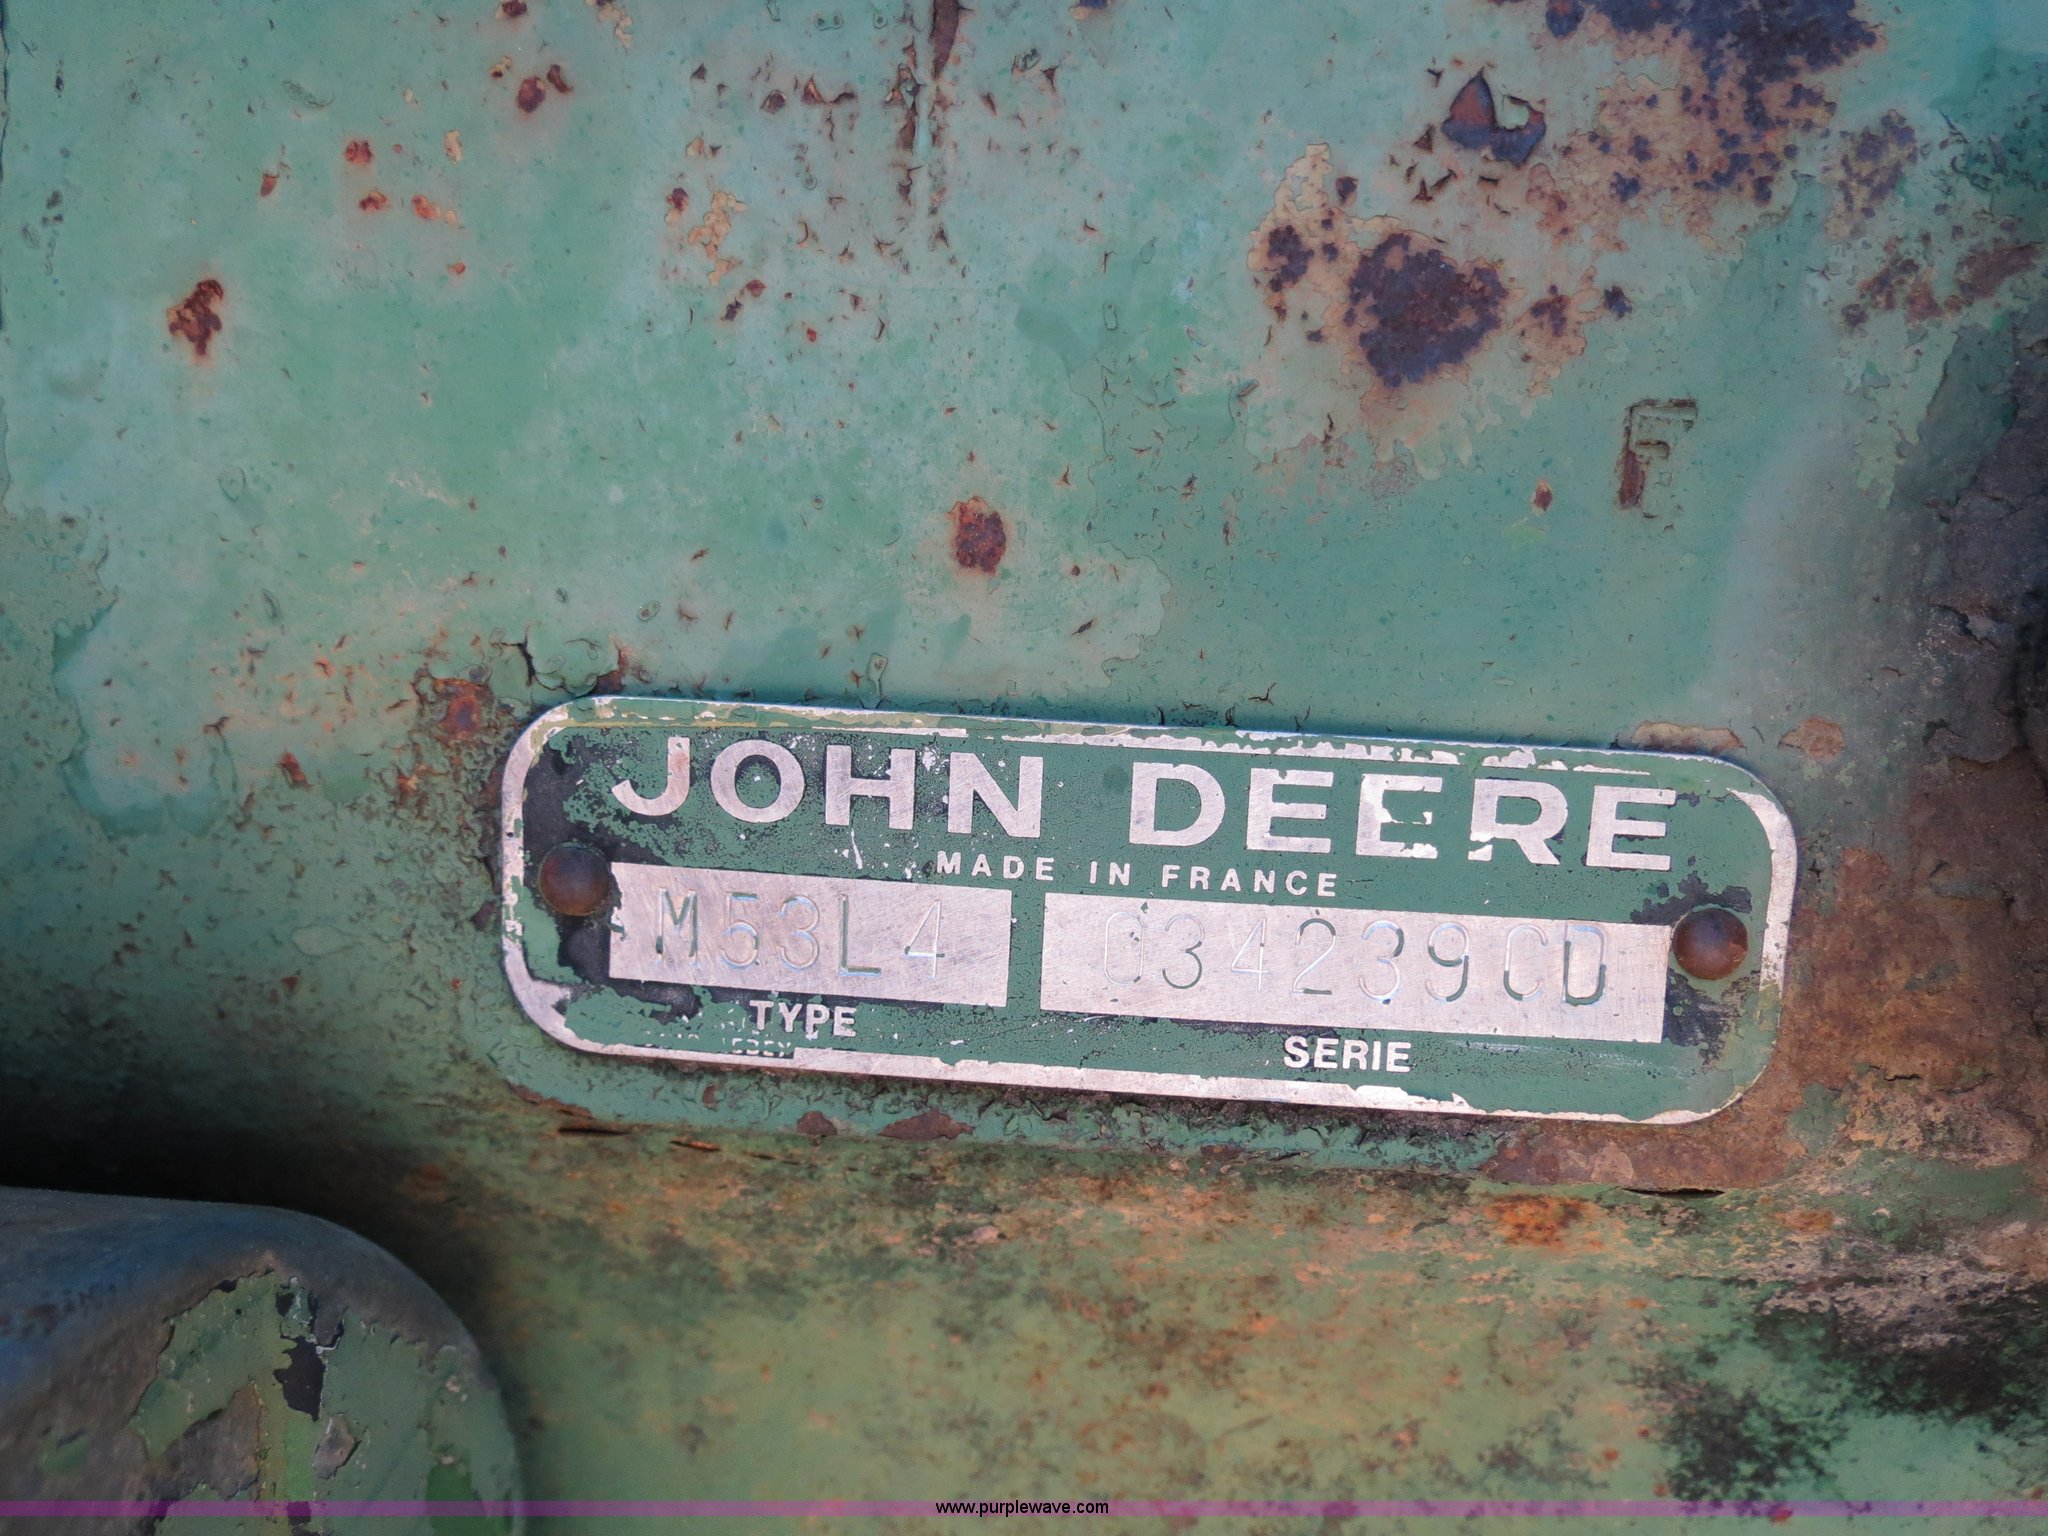 F
JOHN DEERE
MADE IN FRANCE
M53L4 034239CD
TYPE
SERIE
www.purplewave.com